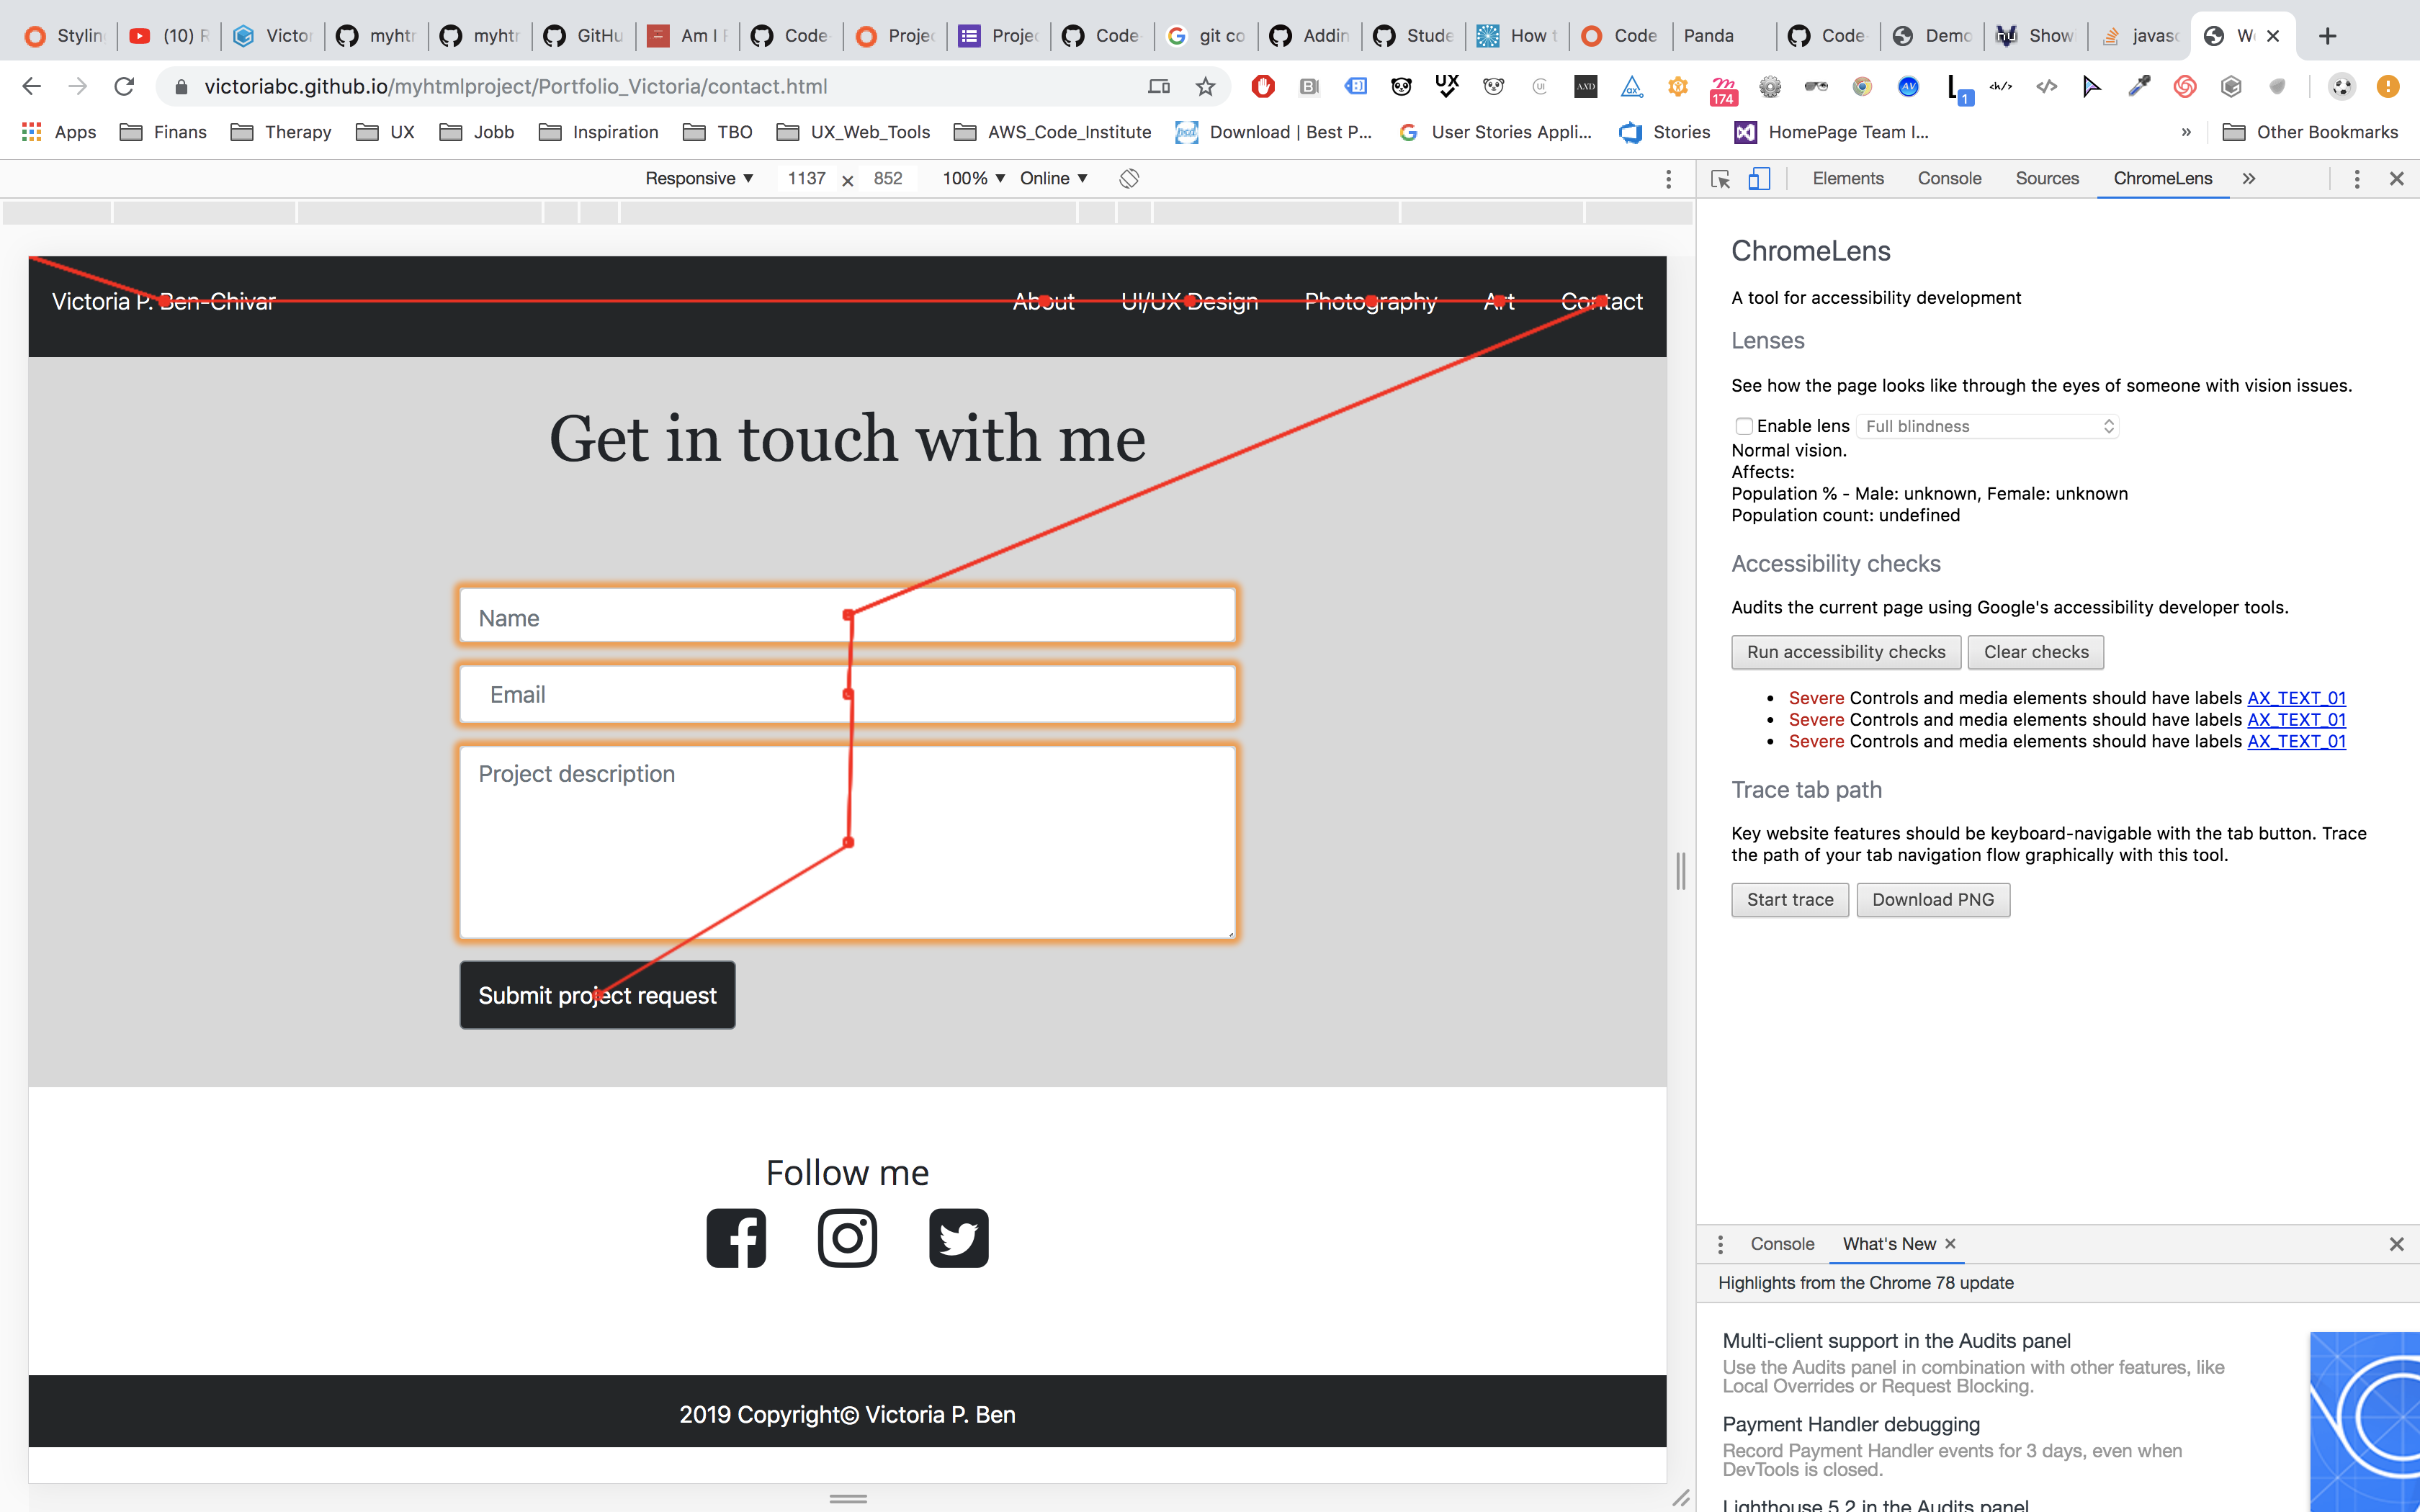 Stylin
(10) F
Victor
myhtm
myhtm
GitHu
Am I F
Code-
Projec
Projec
Code-
git co
Addin
Stude
How t
Code
Panda
Code-
Demo
Show
javasc
victoriabc.github.io/myhtmlproject/Portfolio_Victoria/contact.html
174
1
Apps
Finans
Therapy
UX
Jobb
Inspiration
TBO
UX_Web_Tools
AWS_Code_Institute
Download | Best P...
User Stories Appli...
Stories
HomePage Team I...
»
Other Bookmarks
Responsive ▼ 1137 × 852 100% ▼ Online ▼
Elements Console Sources ChromeLens »
Victoria P. Ben-Chivar
About UI/UX Design Photography Art Contact
Get in touch with me
Name
Email
Project description
Submit project request
Follow me
2019 Copyright© Victoria P. Ben
ChromeLens
A tool for accessibility development
Lenses
See how the page looks like through the eyes of someone with vision issues.
Enable lens Full blindness
Normal vision.
Affects:
Population % - Male: unknown, Female: unknown
Population count: undefined
Accessibility checks
Audits the current page using Google's accessibility developer tools.
Run accessibility checks Clear checks
• Severe Controls and media elements should have labels AX_TEXT_01
• Severe Controls and media elements should have labels AX_TEXT_01
• Severe Controls and media elements should have labels AX_TEXT_01
Trace tab path
Key website features should be keyboard-navigable with the tab button. Trace
the path of your tab navigation flow graphically with this tool.
Start trace Download PNG
Console What's New ×
Highlights from the Chrome 78 update
Multi-client support in the Audits panel
Use the Audits panel in combination with other features, like
Local Overrides or Request Blocking.
Payment Handler debugging
Record Payment Handler events for 3 days, even when
DevTools is closed.
Lighthouse 5.2 in the Audits panel